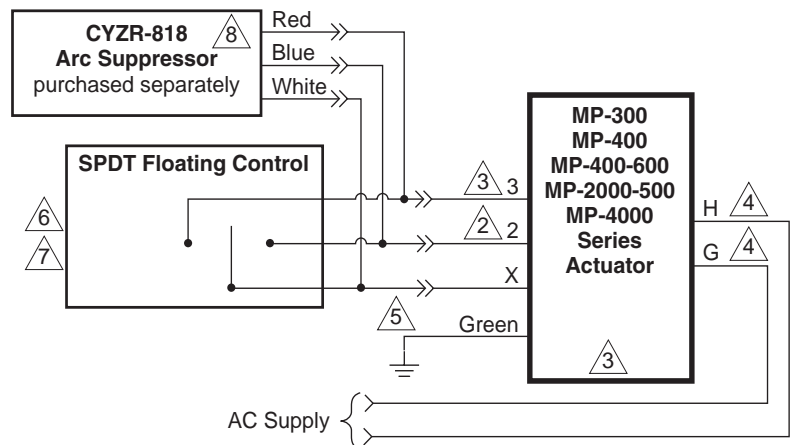 CYZR-818
8
Arc Suppressor
purchased separately
Red
Blue
White
SPDT Floating Control
6
7
3
3
2
2
X
5
Green
MP-300
MP-400
MP-400-600
MP-2000-500
MP-4000
Series
Actuator
3
H
4
G
4
AC Supply